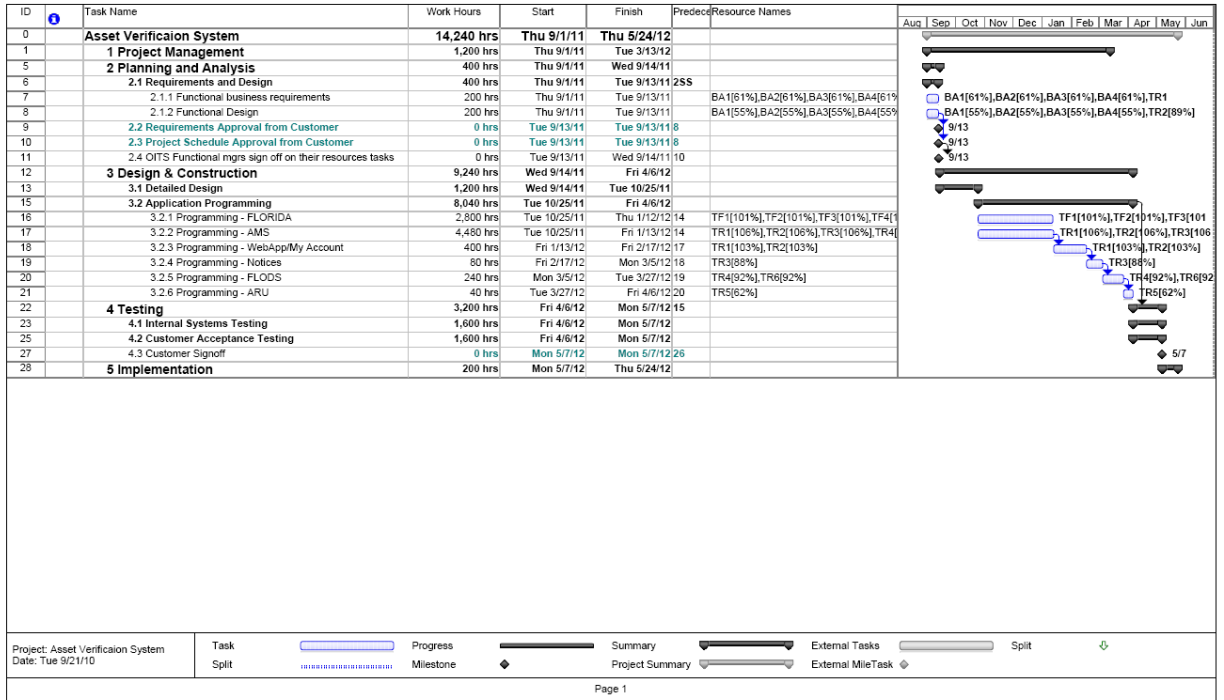 ID Task Name Work Hours Start Finish Predece Resource Names
Aug Sep Oct Nov Dec Jan Feb Mar Apr May Jun
0 Asset Verificaion System 14,240 hrs Thu 9/1/11 Thu 5/24/12
1 1 Project Management 1,200 hrs Thu 9/1/11 Tue 3/13/12
5 2 Planning and Analysis 400 hrs Thu 9/1/11 Wed 9/14/11
6 2.1 Requirements and Design 400 hrs Thu 9/1/11 Tue 9/13/11 2SS
7 2.1.1 Functional business requirements 200 hrs Thu 9/1/11 Tue 9/13/11 BA1[61%],BA2[61%],BA3[61%],BA4[61% BA1[61%],BA2[61%],BA3[61%],BA4[61%],TR1
8 2.1.2 Functional Design 200 hrs Thu 9/1/11 Tue 9/13/11 BA1[55%],BA2[55%],BA3[55%],BA4[55% BA1[55%],BA2[55%],BA3[55%],BA4[55%],TR2[89%]
9 2.2 Requirements Approval from Customer 0 hrs Tue 9/13/11 Tue 9/13/11 8 9/13
10 2.3 Project Schedule Approval from Customer 0 hrs Tue 9/13/11 Tue 9/13/11 8 9/13
11 2.4 OITS Functional mgrs sign off on their resources tasks 0 hrs Tue 9/13/11 Wed 9/14/11 10 9/13
12 3 Design & Construction 9,240 hrs Wed 9/14/11 Fri 4/6/12
13 3.1 Detailed Design 1,200 hrs Wed 9/14/11 Tue 10/25/11
15 3.2 Application Programming 8,040 hrs Tue 10/25/11 Fri 4/6/12
16 3.2.1 Programming - FLORIDA 2,800 hrs Tue 10/25/11 Thu 1/12/12 14 TF1[101%],TF2[101%],TF3[101%],TF4[1 TF1[101%],TF2[101%],TF3[101
17 3.2.2 Programming - AMS 4,480 hrs Tue 10/25/11 Fri 1/13/12 14 TR1[106%],TR2[106%],TR3[106%],TR4[ TR1[106%],TR2[106%],TR3[106
18 3.2.3 Programming - WebApp/My Account 400 hrs Fri 1/13/12 Fri 2/17/12 17 TR1[103%],TR2[103%] TR1[103%],TR2[103%]
19 3.2.4 Programming - Notices 80 hrs Fri 2/17/12 Mon 3/5/12 18 TR3[88%] TR3[88%]
20 3.2.5 Programming - FLODS 240 hrs Mon 3/5/12 Tue 3/27/12 19 TR4[92%],TR6[92%] TR4[92%],TR6[92
21 3.2.6 Programming - ARU 40 hrs Tue 3/27/12 Fri 4/6/12 20 TR5[62%] TR5[62%]
22 4 Testing 3,200 hrs Fri 4/6/12 Mon 5/7/12 15
23 4.1 Internal Systems Testing 1,600 hrs Fri 4/6/12 Mon 5/7/12
25 4.2 Customer Acceptance Testing 1,600 hrs Fri 4/6/12 Mon 5/7/12
27 4.3 Customer Signoff 0 hrs Mon 5/7/12 Mon 5/7/12 26 5/7
28 5 Implementation 200 hrs Mon 5/7/12 Thu 5/24/12
Project: Asset Verificaion System
Date: Tue 9/21/10
Task Progress Summary External Tasks Split
Split Milestone Project Summary External MileTask
Page 1